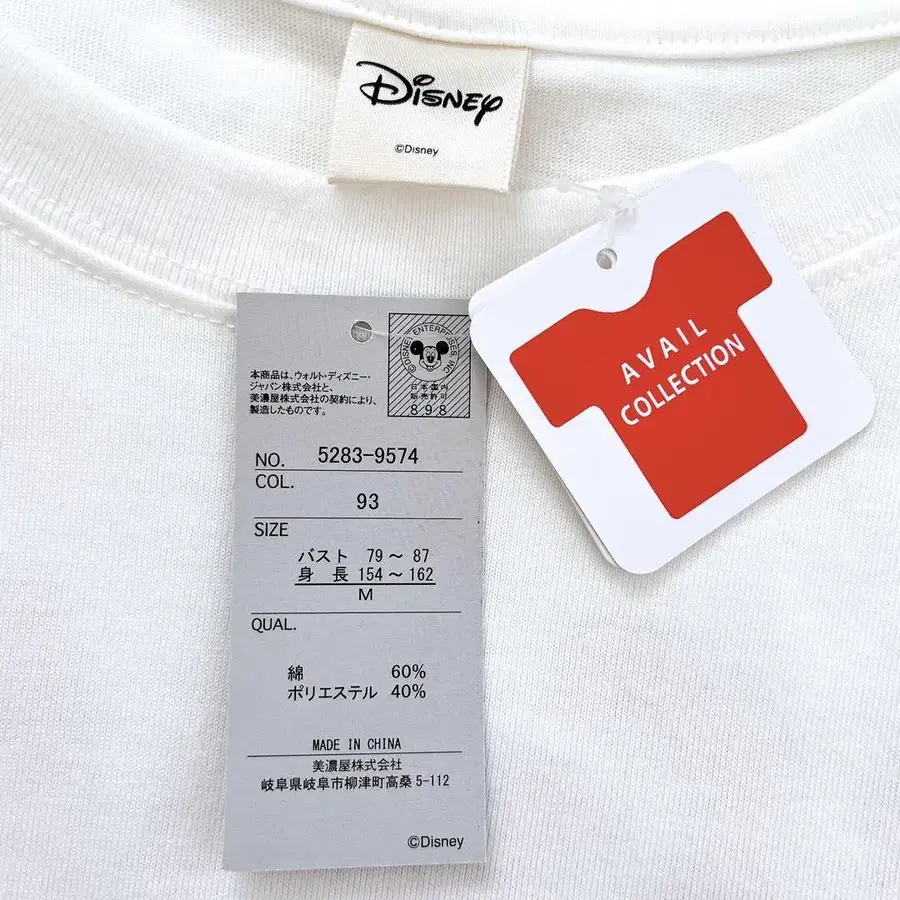 Disney
©Disney
AVAIL
COLLECTION
©DISNEY ENTERPRISES, INC.
日本国内
販売許可
898
本商品は、ウォルト・ディズニー・
ジャパン株式会社と、
美濃屋株式会社の契約により、
製造したものです。
NO. 5283-9574
COL.
93
SIZE
バスト 79～87
身長 154～162
M
QUAL.
綿 60%
ポリエステル 40%
MADE IN CHINA
美濃屋株式会社
岐阜県岐阜市柳津町高桑5-112
©Disney